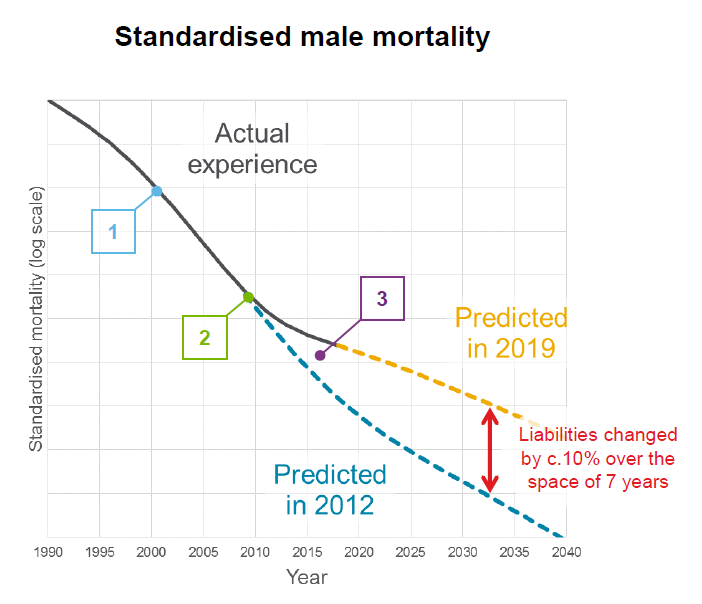 Standardised male mortality
Standardised mortality (log scale)
Actual
experience
1
2
3
Predicted
in 2019
Predicted
in 2012
Liabilities changed
by c.10% over the
space of 7 years
1990 1995 2000 2005 2010 2015 2020 2025 2030 2035 2040
Year